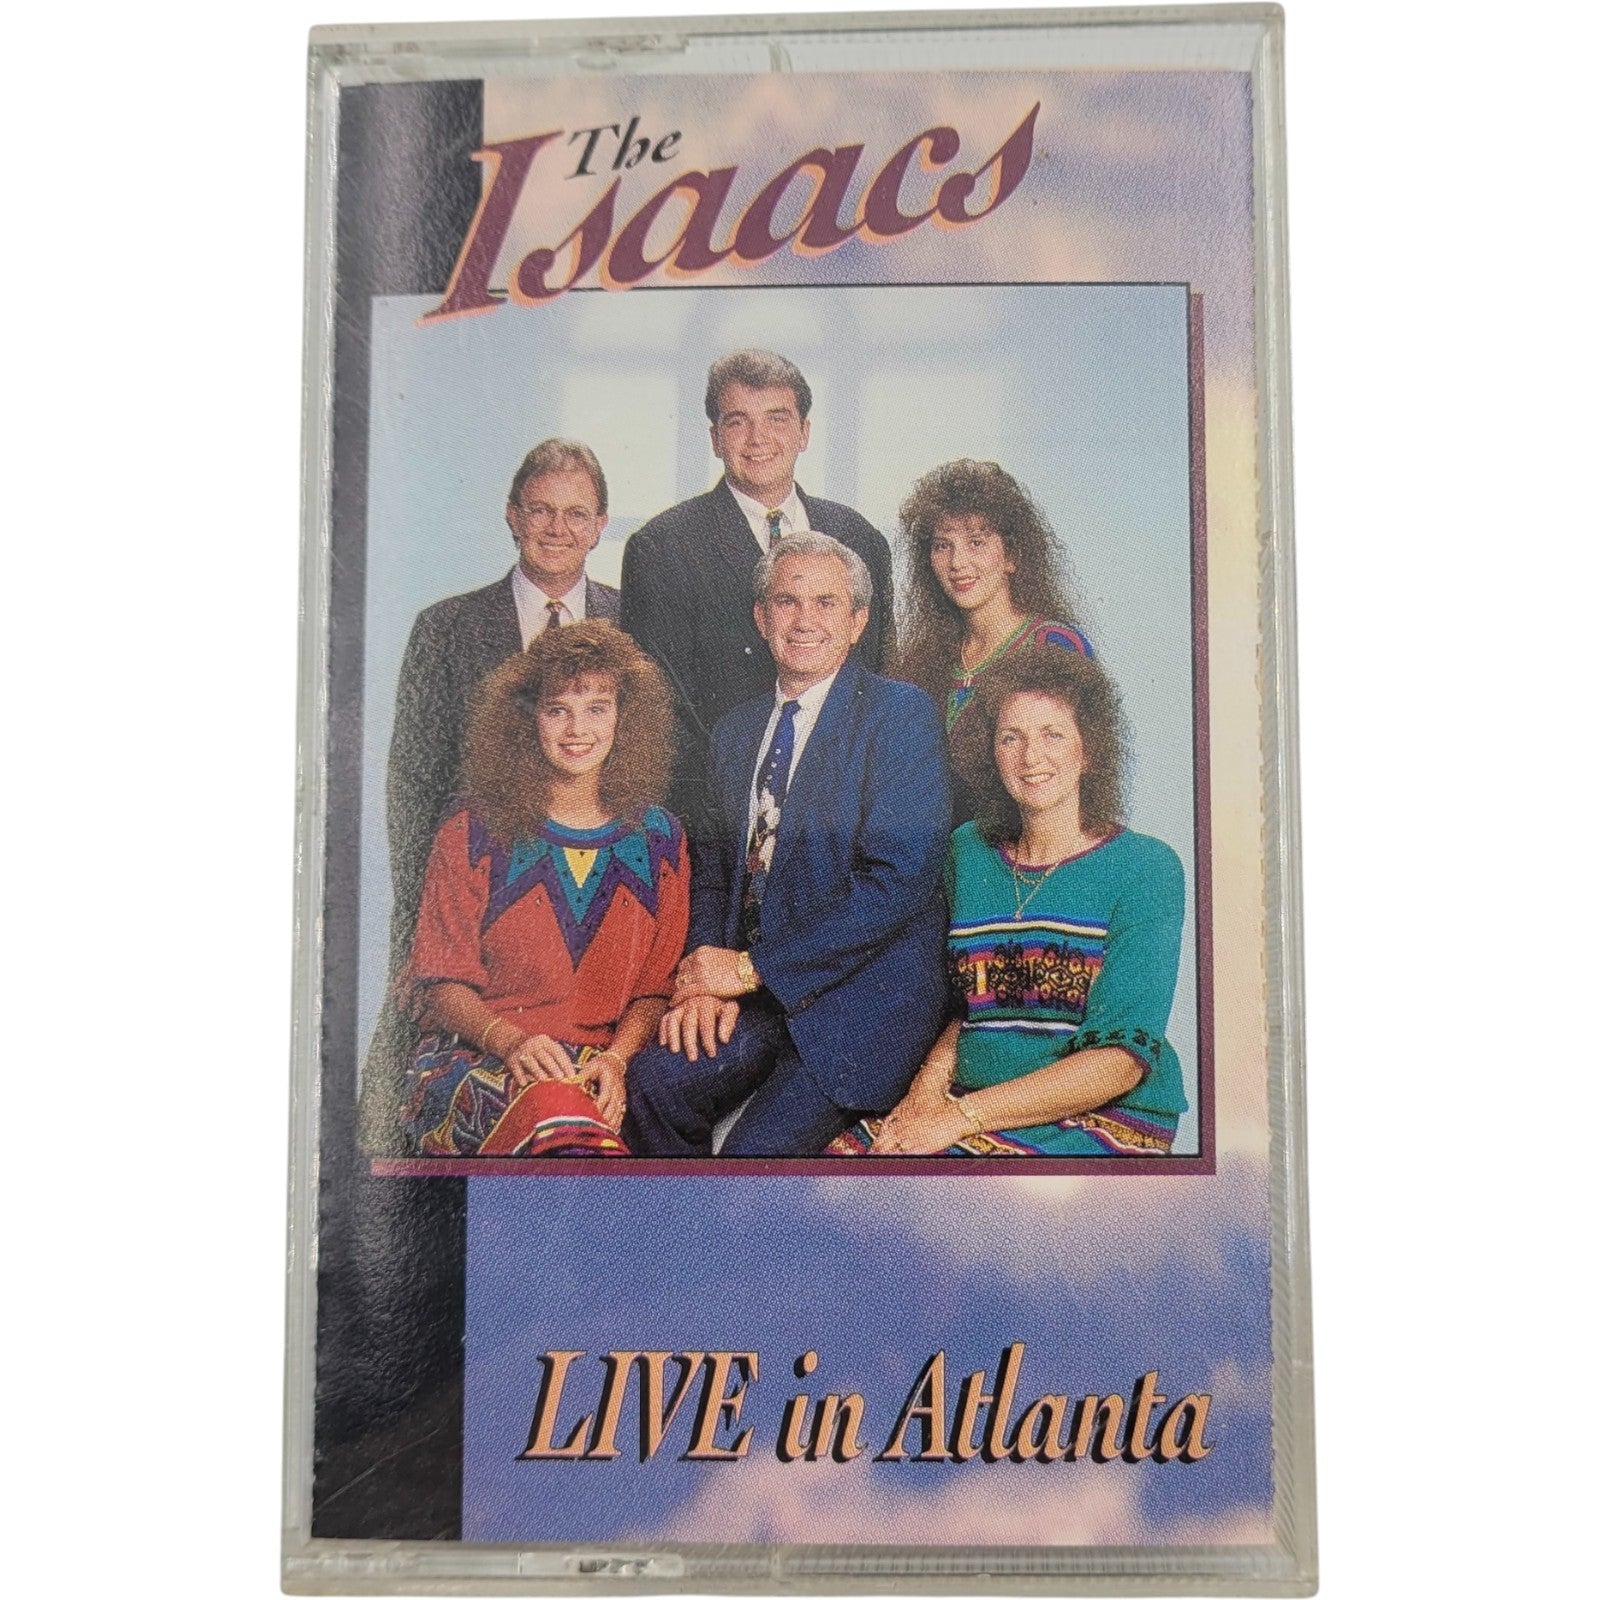 The
Isaacs
LIVE in Atlanta